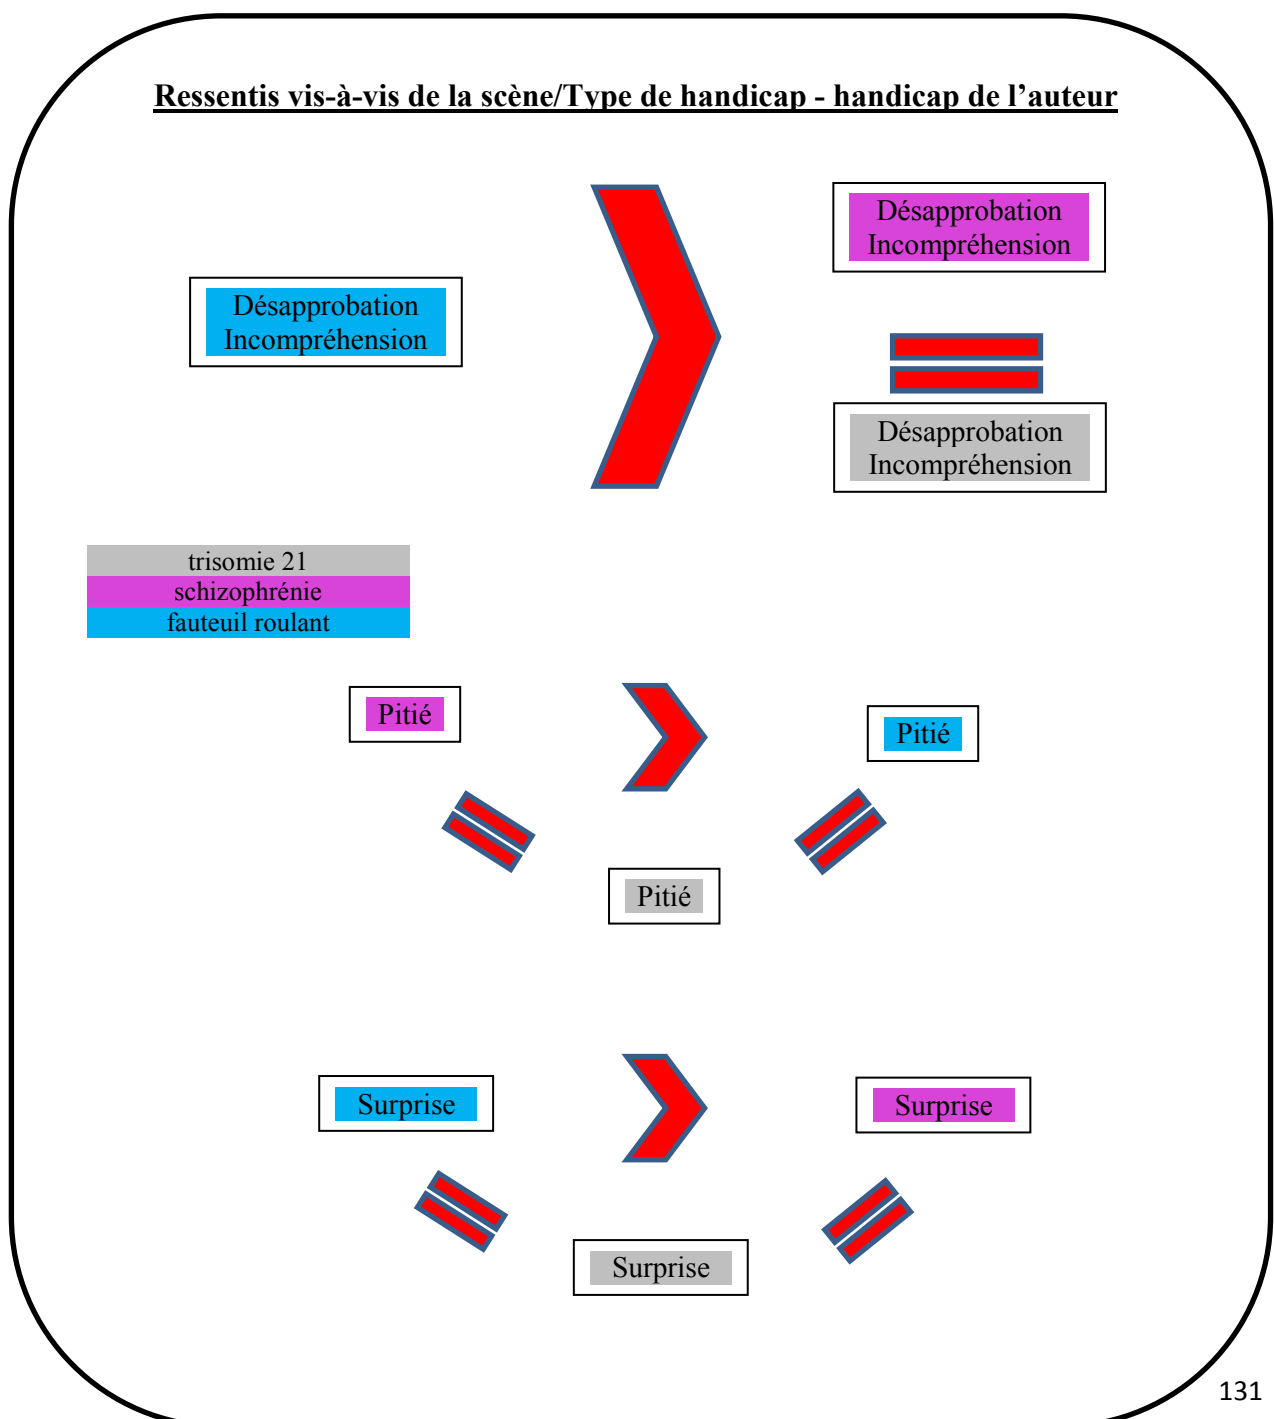 Ressentis vis-à-vis de la scène/Type de handicap - handicap de l’auteur
Désapprobation
Incompréhension
Désapprobation
Incompréhension
Désapprobation
Incompréhension
trisomie 21
schizophrénie
fauteuil roulant
Pitié
Pitié
Pitié
Surprise
Surprise
Surprise
131